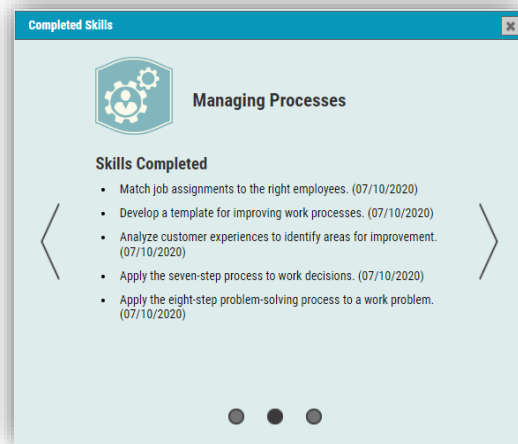 Completed Skills
Managing Processes
Skills Completed
• Match job assignments to the right employees. (07/10/2020)
• Develop a template for improving work processes. (07/10/2020)
• Analyze customer experiences to identify areas for improvement.
(07/10/2020)
• Apply the seven-step process to work decisions. (07/10/2020)
• Apply the eight-step problem-solving process to a work problem.
(07/10/2020)